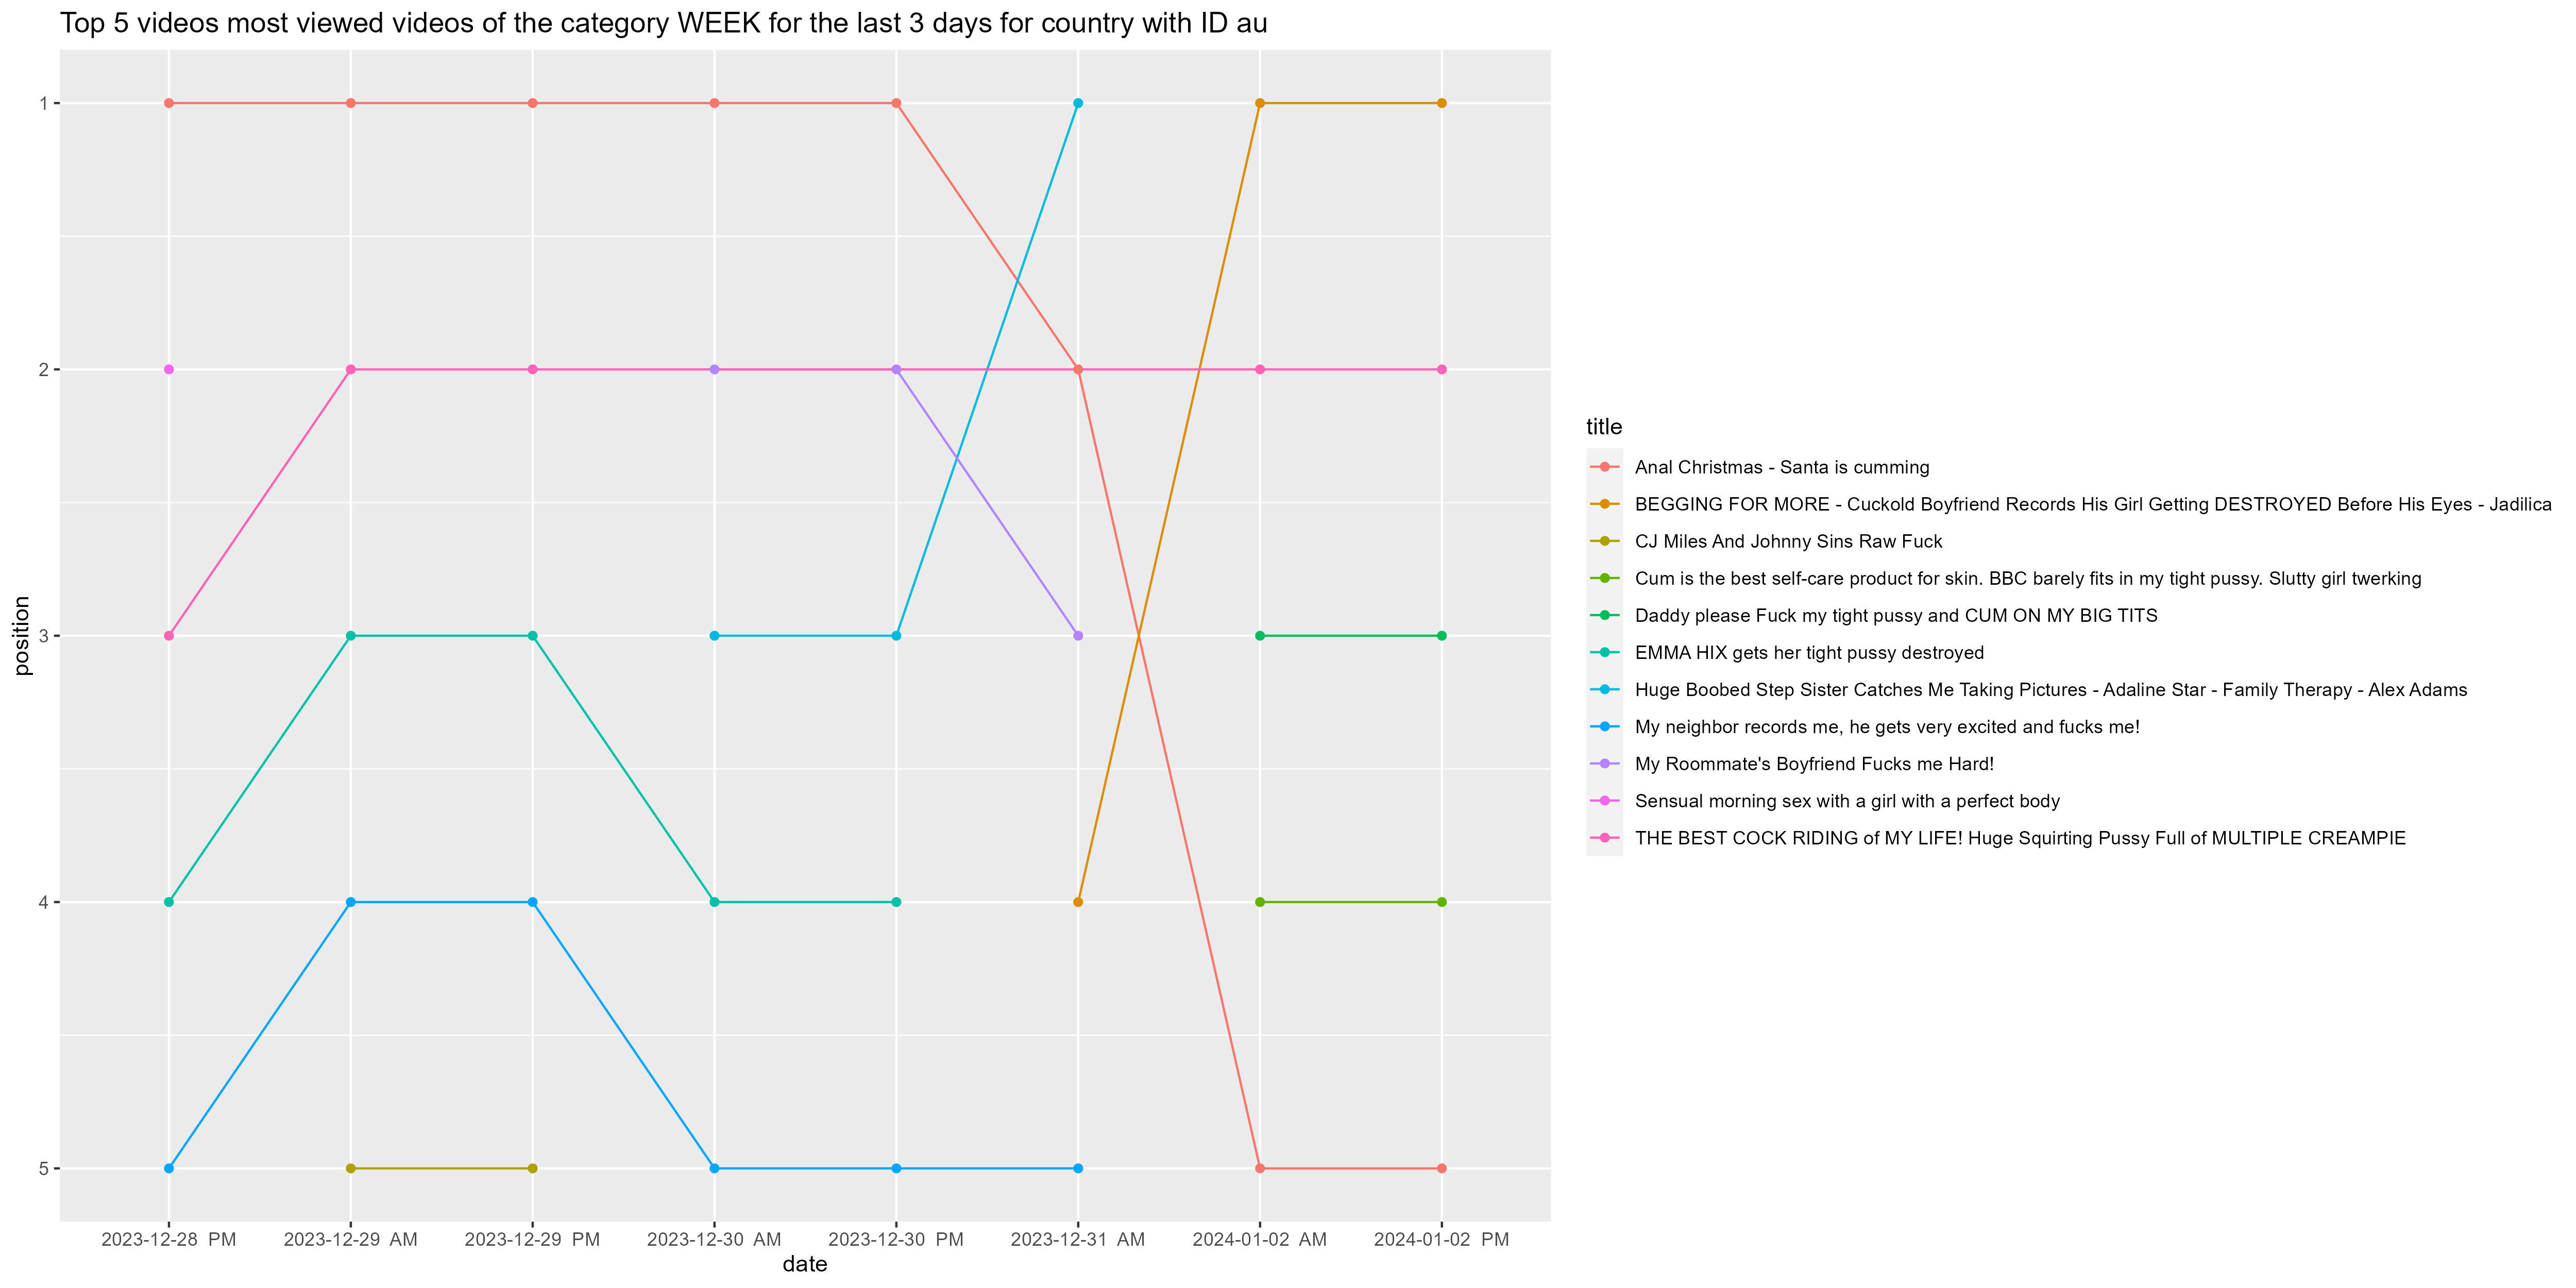 Top 5 videos most viewed videos of the category WEEK for the last 3 days for country with ID au
position
1
2
3
4
5
2023-12-28 PM
2023-12-29 AM
2023-12-29 PM
2023-12-30 AM
2023-12-30 PM
2023-12-31 AM
2024-01-02 AM
2024-01-02 PM
date
title
Anal Christmas - Santa is cumming
BEGGING FOR MORE - Cuckold Boyfriend Records His Girl Getting DESTROYED Before His Eyes - Jadilica
CJ Miles And Johnny Sins Raw Fuck
Cum is the best self-care product for skin. BBC barely fits in my tight pussy. Slutty girl twerking
Daddy please Fuck my tight pussy and CUM ON MY BIG TITS
EMMA HIX gets her tight pussy destroyed
Huge Boobed Step Sister Catches Me Taking Pictures - Adaline Star - Family Therapy - Alex Adams
My neighbor records me, he gets very excited and fucks me!
My Roommate's Boyfriend Fucks me Hard!
Sensual morning sex with a girl with a perfect body
THE BEST COCK RIDING of MY LIFE! Huge Squirting Pussy Full of MULTIPLE CREAMPIE